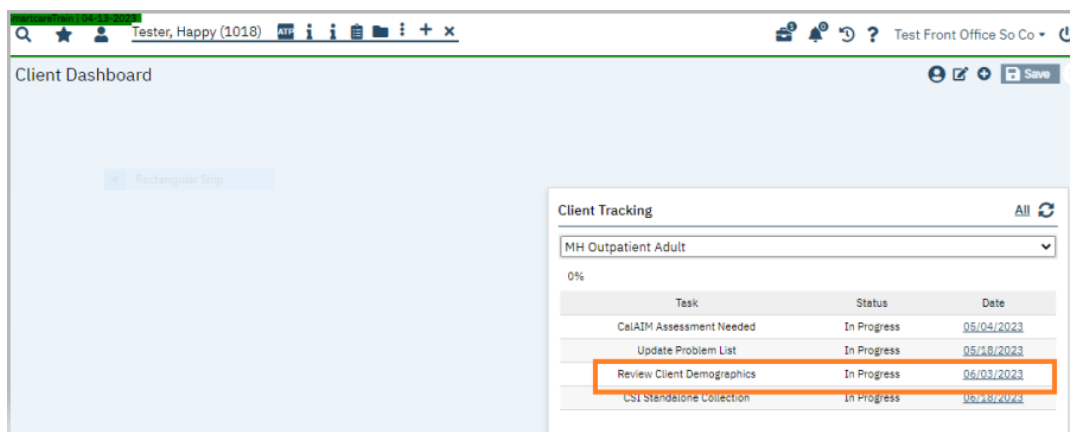 SmartcareTrain | 04-13-2023
Tester, Happy (1018) ATP Test Front Office So Co
Client Dashboard Save
Rectangular Snip
Client Tracking All
MH Outpatient Adult
0%
Task Status Date
CalAIM Assessment Needed In Progress 05/04/2023
Update Problem List In Progress 05/18/2023
Review Client Demographics In Progress 06/03/2023
CSI Standalone Collection In Progress 06/18/2023